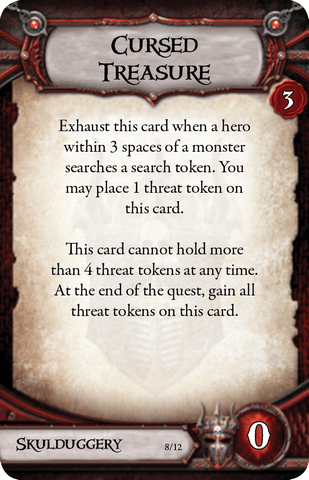 Cursed
Treasure
3
Exhaust this card when a hero
within 3 spaces of a monster
searches a search token. You
may place 1 threat token on
this card.
This card cannot hold more
than 4 threat tokens at any time.
At the end of the quest, gain all
threat tokens on this card.
Skulduggery
8/12
0